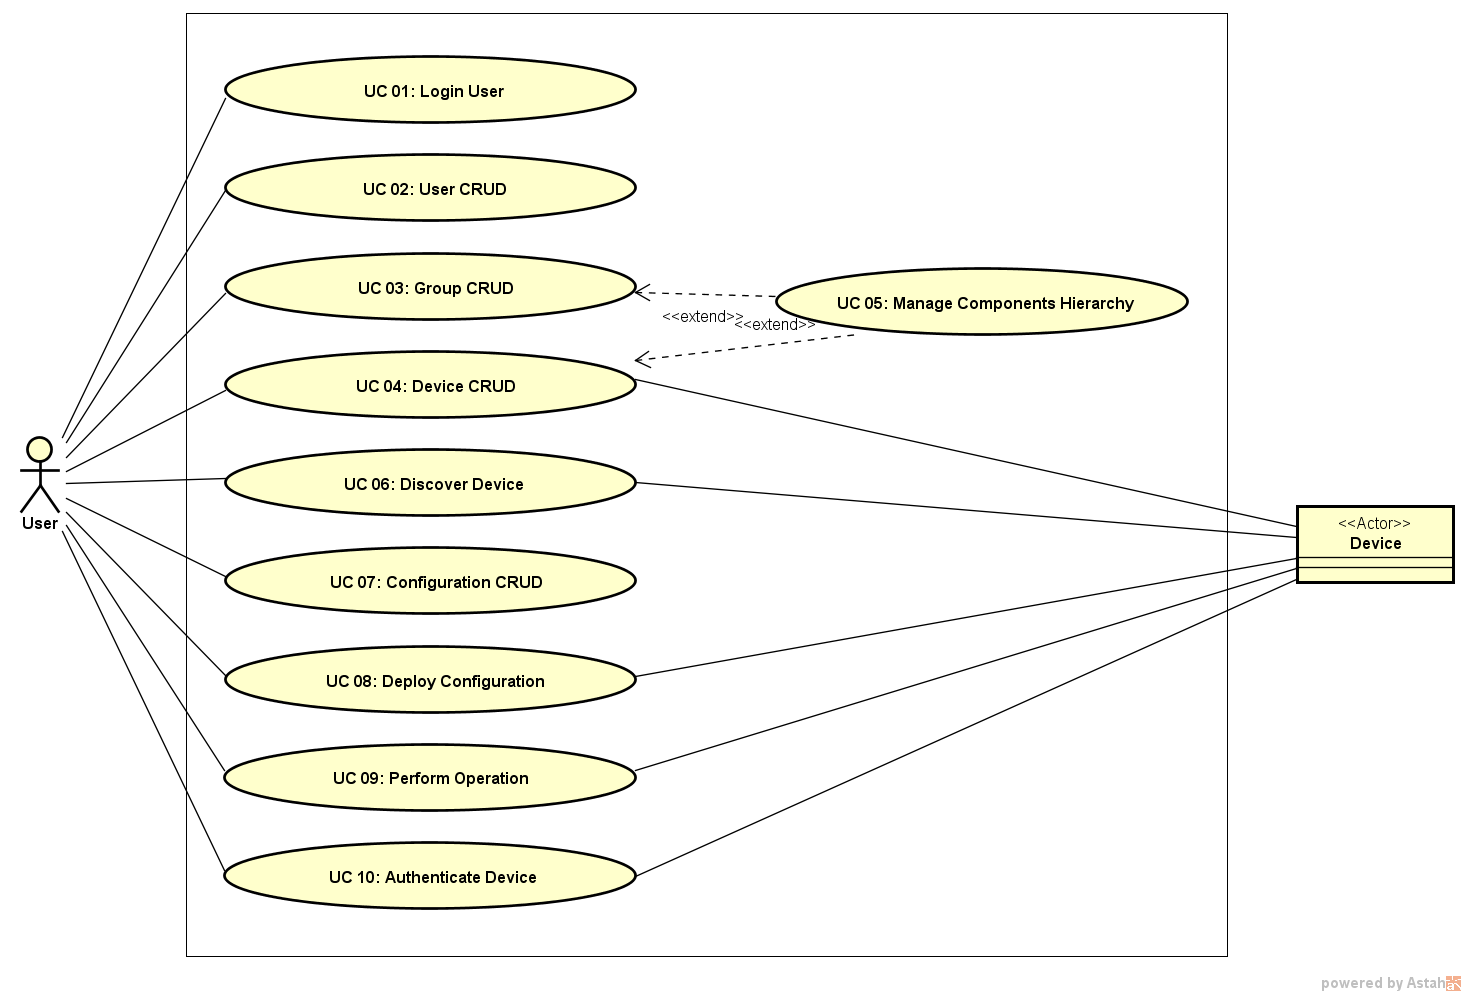 UC 01: Login User
UC 02: User CRUD
UC 03: Group CRUD
UC 05: Manage Components Hierarchy
<<extend>>
<<extend>>
UC 04: Device CRUD
UC 06: Discover Device
User
<<Actor>>
Device
UC 07: Configuration CRUD
UC 08: Deploy Configuration
UC 09: Perform Operation
UC 10: Authenticate Device
powered by Astah